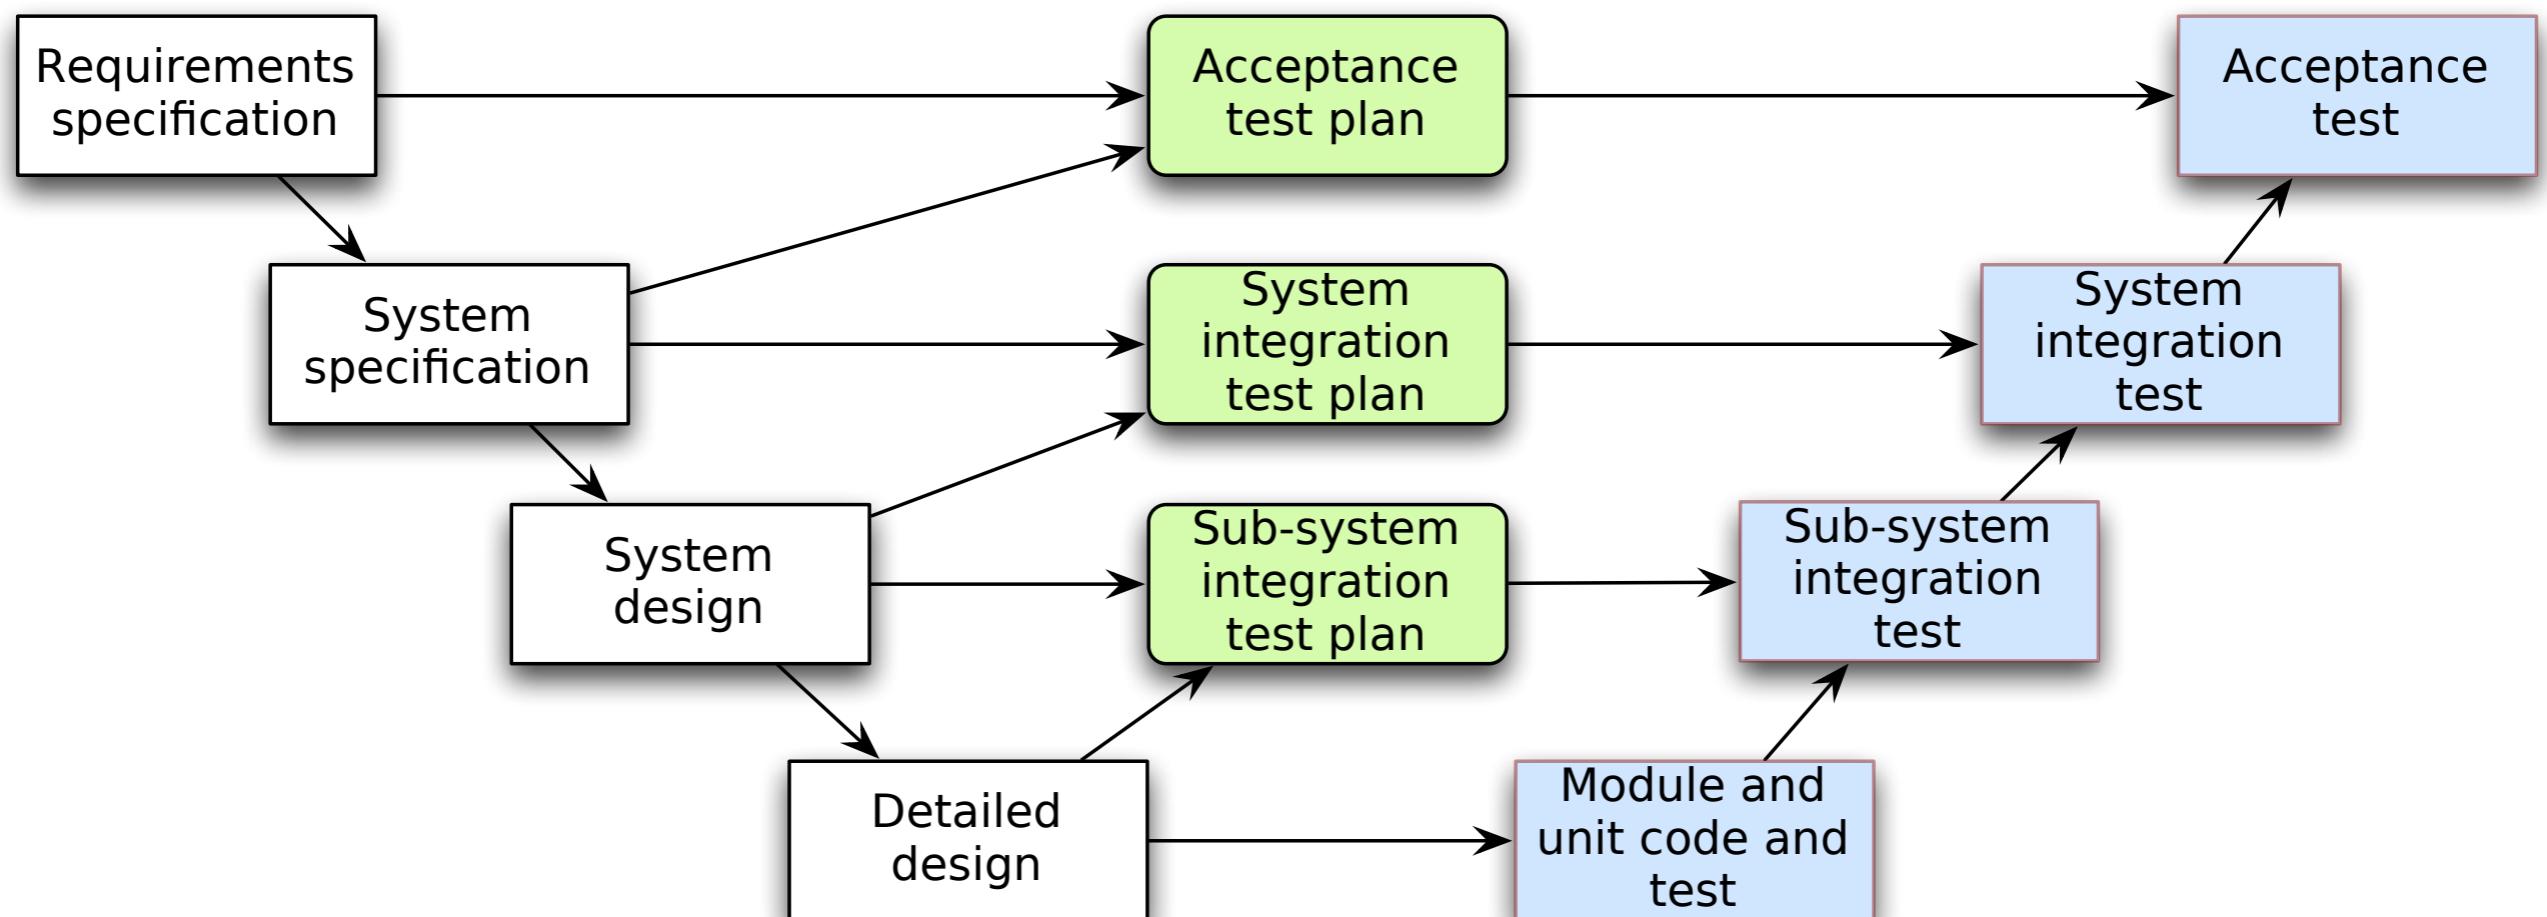 Requirements
specification
Acceptance
test plan
Acceptance
test
System
specification
System
integration
test plan
System
integration
test
System
design
Sub-system
integration
test plan
Sub-system
integration
test
Detailed
design
Module and
unit code and
test